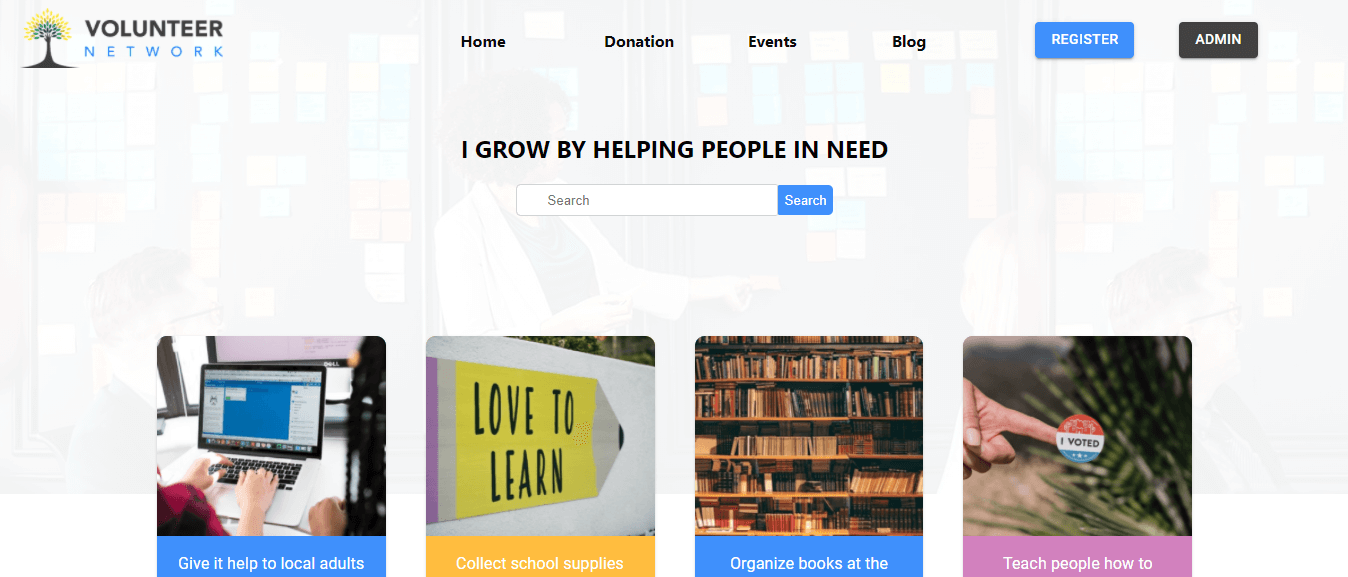 VOLUNTEER
NETWORK
Home Donation Events Blog REGISTER ADMIN
I GROW BY HELPING PEOPLE IN NEED
Search Search
DELL
LOVE TO
LEARN
I VOTED
Give it help to local adults Collect school supplies Organize books at the Teach people how to